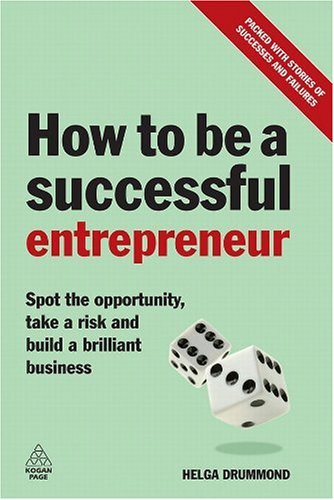 PACKED WITH STORIES OF
SUCCESSES AND FAILURES
How to be a
successful
entrepreneur
Spot the opportunity,
take a risk and
build a brilliant
business
KOGAN
PAGE
HELGA DRUMMOND